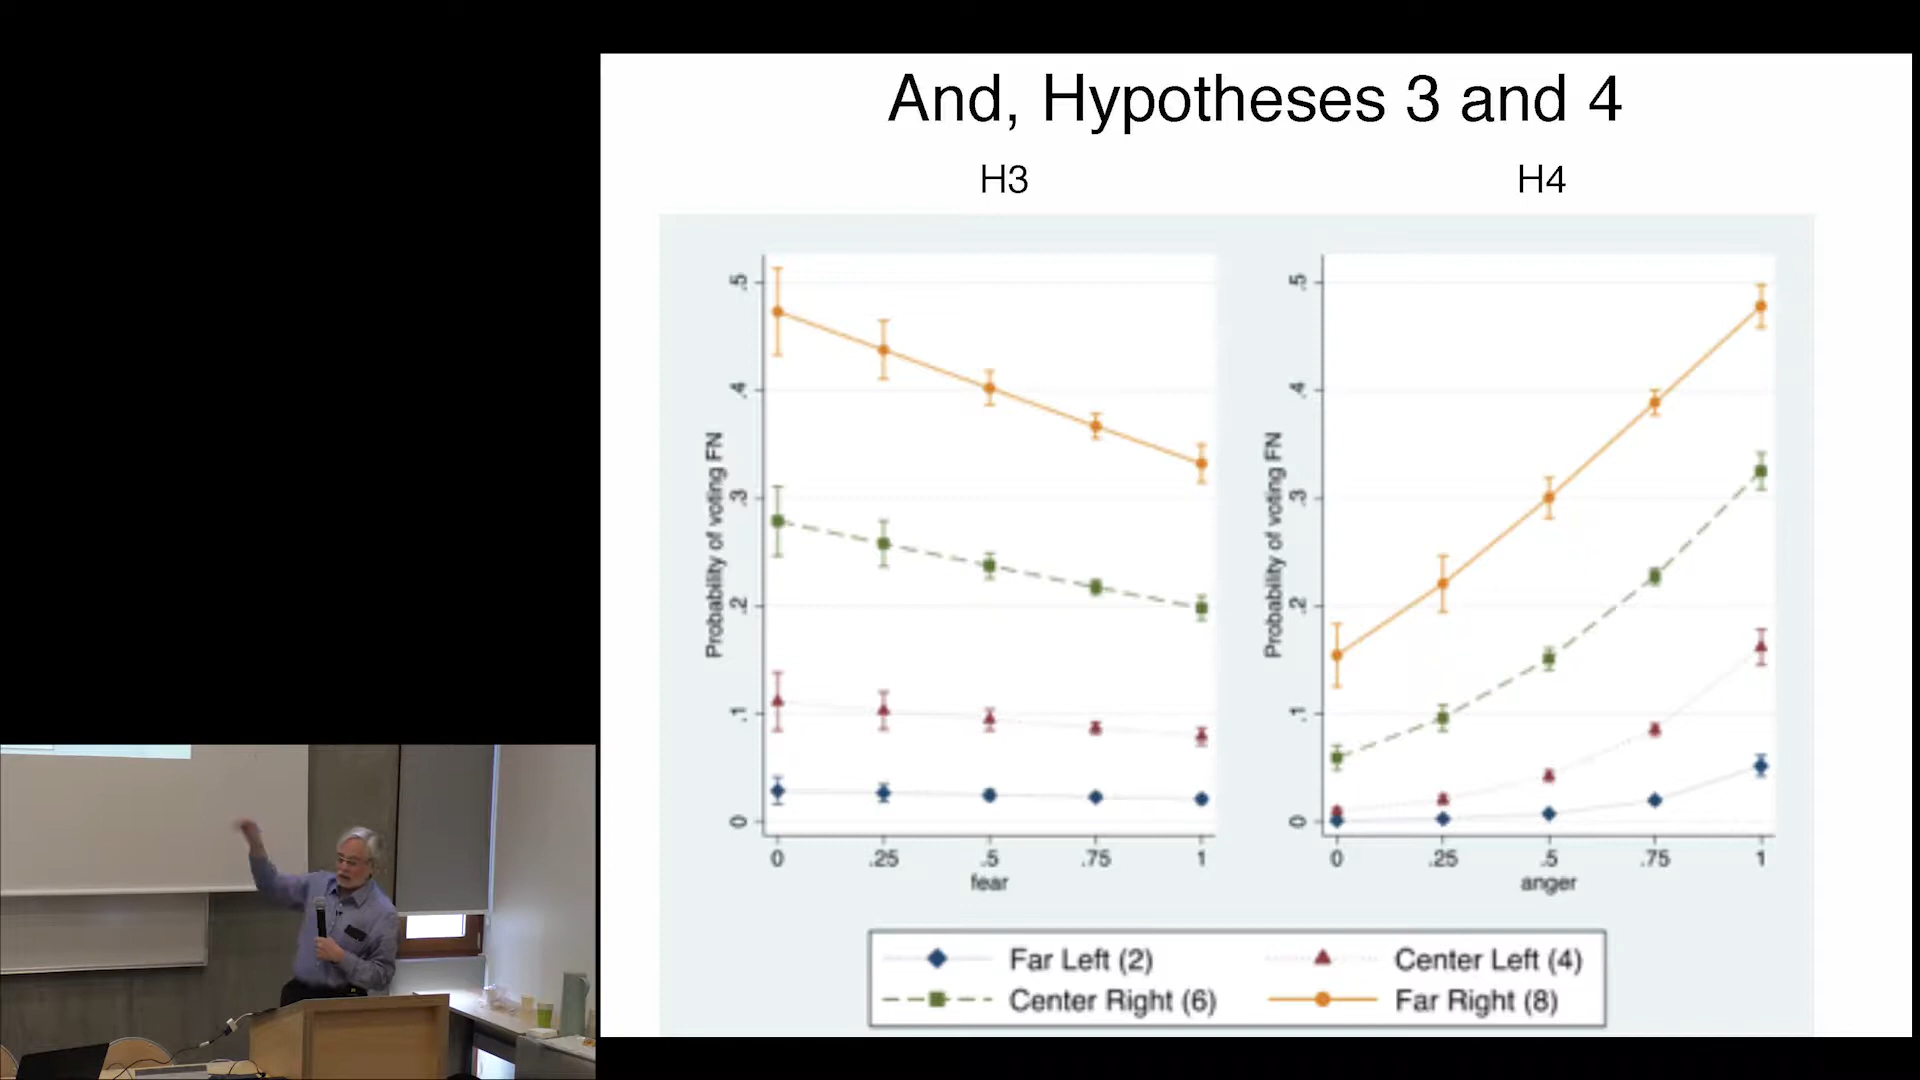 And, Hypotheses 3 and 4
H3
H4
Probability of voting FN
.5
.4
.3
.2
.1
0
0 .25 .5 .75 1
fear
Probability of voting FN
.5
.4
.3
.2
.1
0
0 .25 .5 .75 1
anger
Far Left (2) Center Left (4)
Center Right (6) Far Right (8)